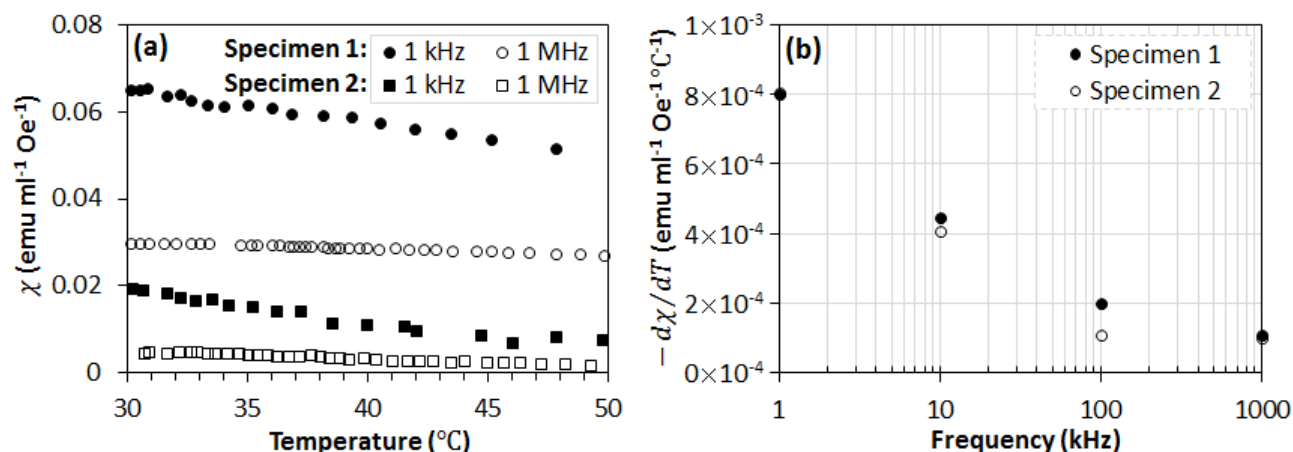 (a)
Specimen 1: 1 kHz 1 MHz
Specimen 2: 1 kHz 1 MHz
χ (emu ml⁻¹ Oe⁻¹)
0.08
0.06
0.04
0.02
0
30 35 40 45 50
Temperature (°C)
(b)
Specimen 1
Specimen 2
−dχ/dT (emu ml⁻¹ Oe⁻¹ °C⁻¹)
1×10⁻³
8×10⁻⁴
6×10⁻⁴
4×10⁻⁴
2×10⁻⁴
0×10⁻⁴
1 10 100 1000
Frequency (kHz)